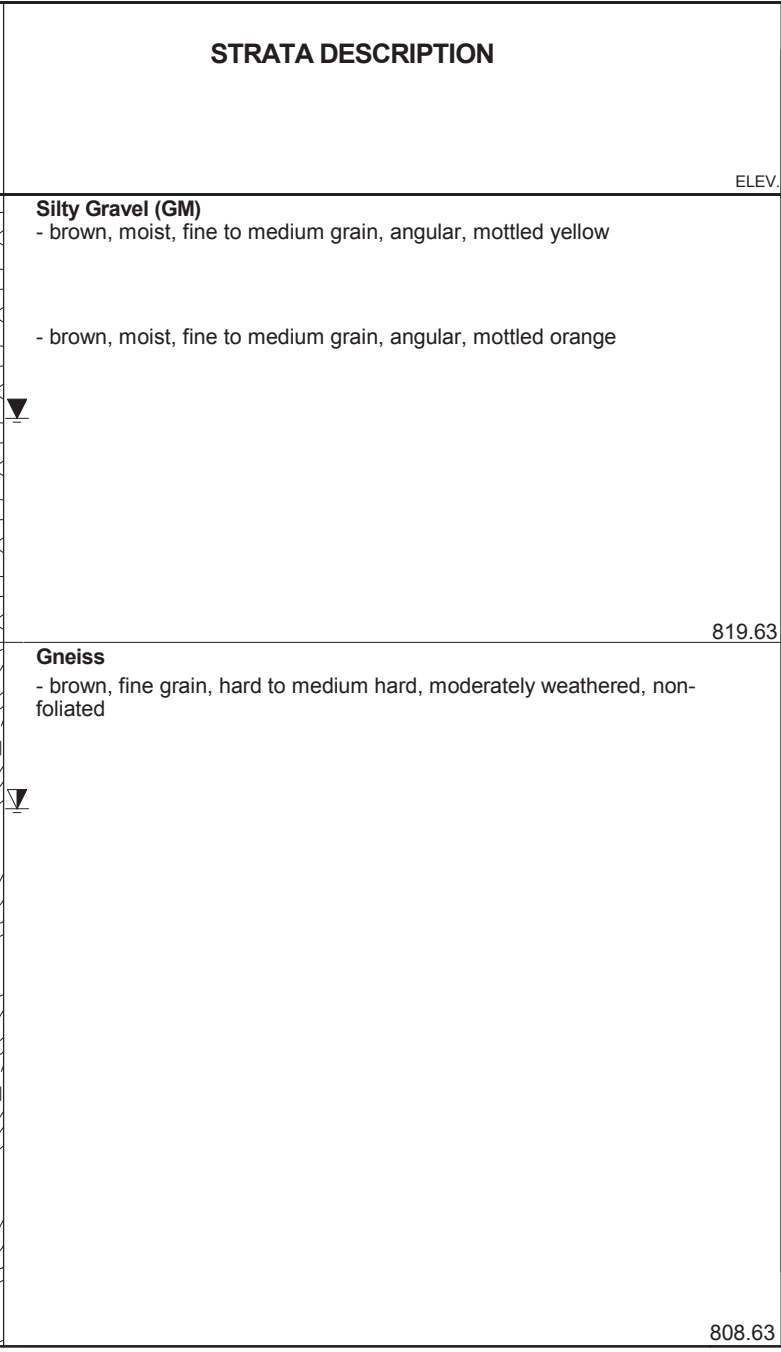 STRATA DESCRIPTION
ELEV.
Silty Gravel (GM)
- brown, moist, fine to medium grain, angular, mottled yellow
- brown, moist, fine to medium grain, angular, mottled orange
819.63
Gneiss
- brown, fine grain, hard to medium hard, moderately weathered, non-
foliated
808.63